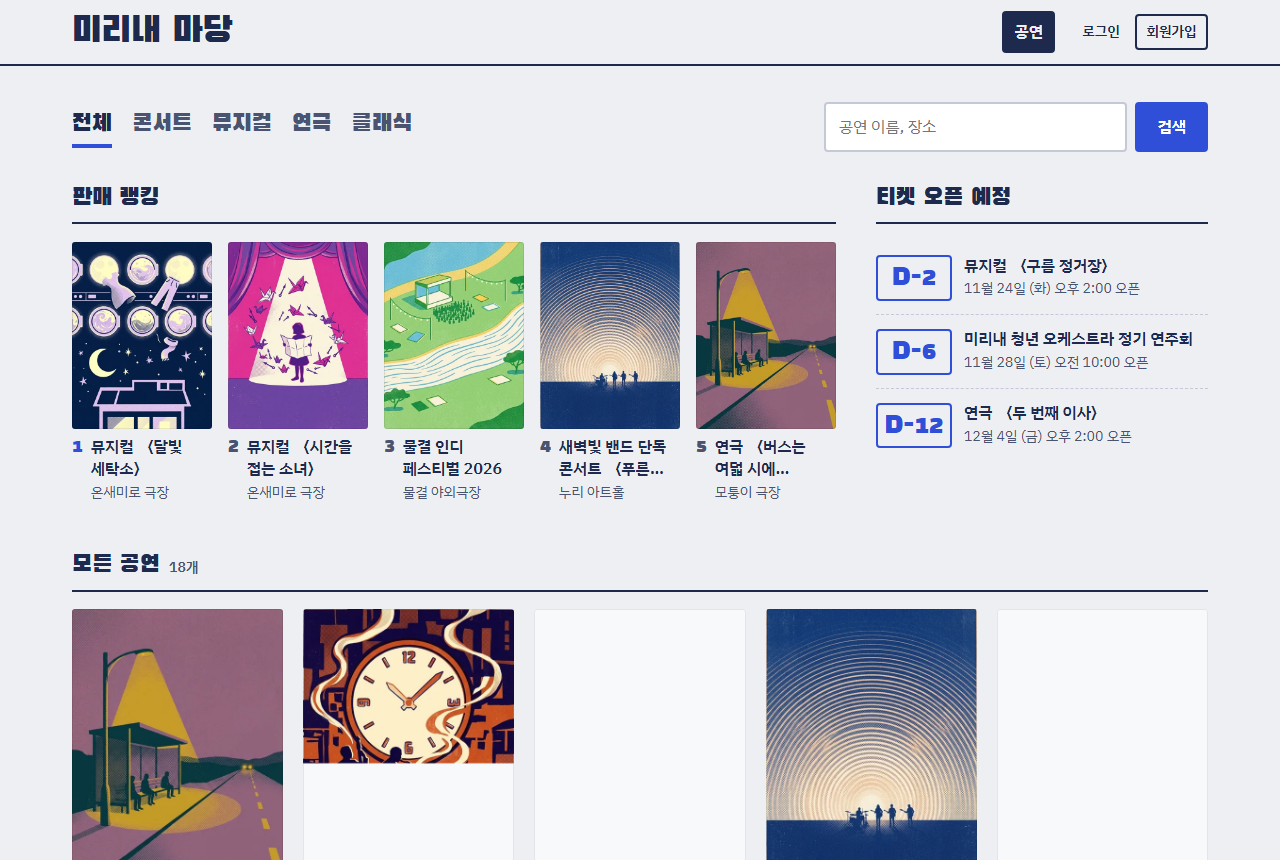 미리내 마당
공연
로그인
회원가입
전체
콘서트
뮤지컬
연극
클래식
공연 이름, 장소
검색
판매 랭킹
1 뮤지컬 〈달빛
세탁소〉
온새미로 극장
2 뮤지컬 〈시간을
접는 소녀〉
온새미로 극장
3 물결 인디
페스티벌 2026
물결 야외극장
4 새벽빛 밴드 단독
콘서트 〈푸른...
누리 아트홀
5 연극 〈버스는
여덟 시에...
모퉁이 극장
티켓 오픈 예정
D-2
뮤지컬 〈구름 정거장〉
11월 24일 (화) 오후 2:00 오픈
D-6
미리내 청년 오케스트라 정기 연주회
11월 28일 (토) 오전 10:00 오픈
D-12
연극 〈두 번째 이사〉
12월 4일 (금) 오후 2:00 오픈
모든 공연 18개
12
3
6
9